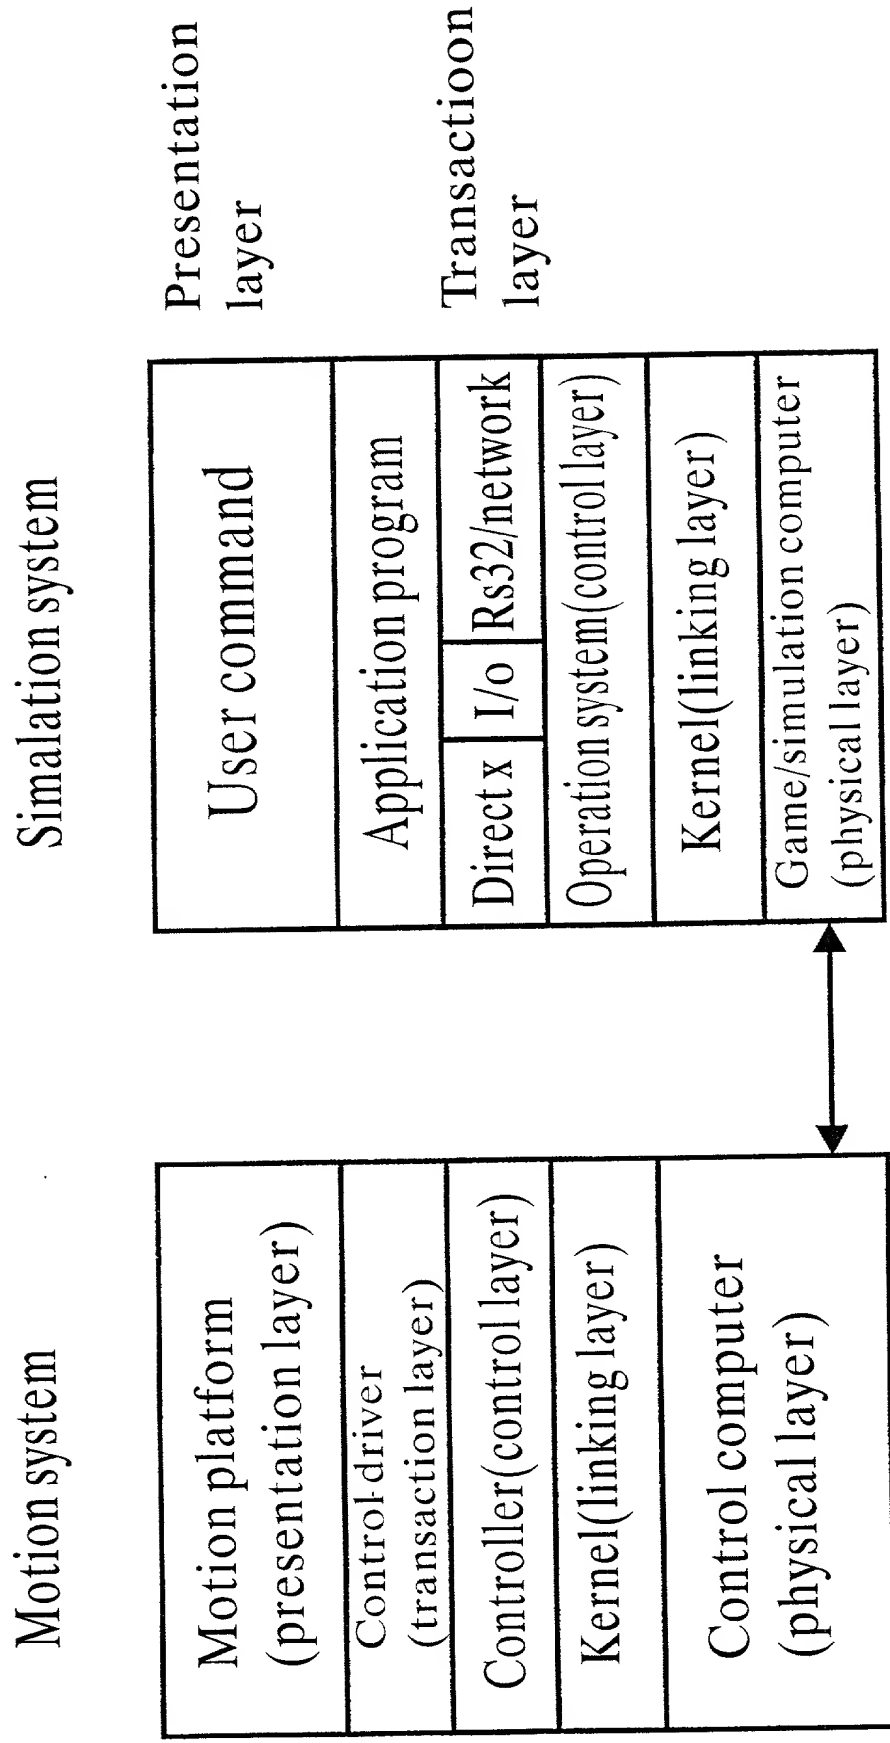 Motion system
Motion platform
(presentation layer)
Control-driver
(transaction layer)
Controller(control layer)
Kernel(linking layer)
Control computer
(physical layer)
Simalation system
User command
Application program
Directx
I/o
Rs32/network
Operation system(control layer)
Kernel(linking layer)
Game/simulation computer
(physical layer)
Presentation
layer
Transactioon
layer